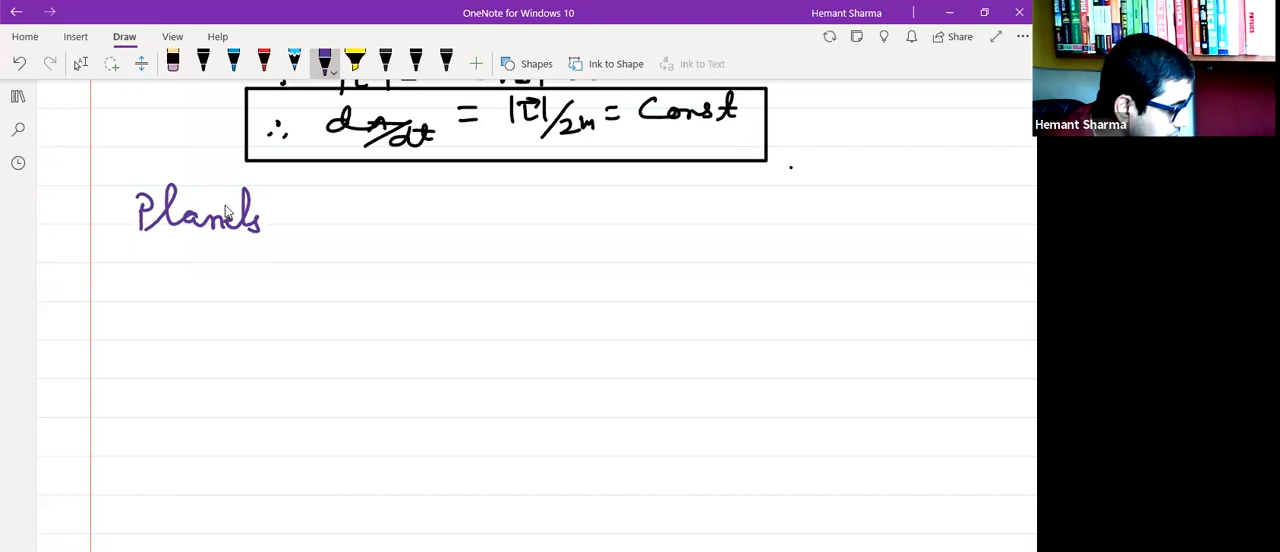 OneNote for Windows 10
Hemant Sharma
Home Insert Draw View Help
Share
Shapes Ink to Shape Ink to Text
∴ dA/dt = |L⃗|/2m = Const
Planets
Hemant Sharma
PHYSICS